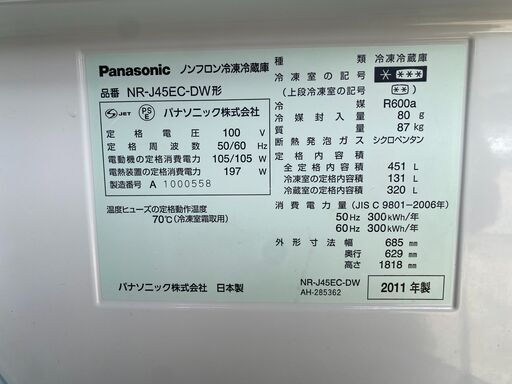 Panasonic ノンフロン冷凍冷蔵庫
品番 NR-J45EC-DW形
JET PS E パナソニック株式会社
定格電圧 100 V
定格周波数 50/60 Hz
電動機の定格消費電力 105/105 W
電熱装置の定格消費電力 197 W
製造番号 A 1000558
温度ヒューズの定格動作温度
70℃(冷凍室霜取用)
パナソニック株式会社 日本製
種類 冷凍冷蔵庫
冷凍室の記号 * ***
(上段冷凍室の記号 **)
冷媒 R600a
冷媒封入量 80 g
質量 87 kg
断熱発泡ガス シクロペンタン
定格内容積
全定格内容積 451 L
冷凍室の定格内容積 131 L
冷蔵室の定格内容積 320 L
消費電力量(JIS C 9801-2006年)
50Hz 300 kWh/年
60Hz 300 kWh/年
外形寸法 幅 685 mm
奥行 629 mm
高さ 1818 mm
NR-J45EC-DW
AH-285362
2011年製